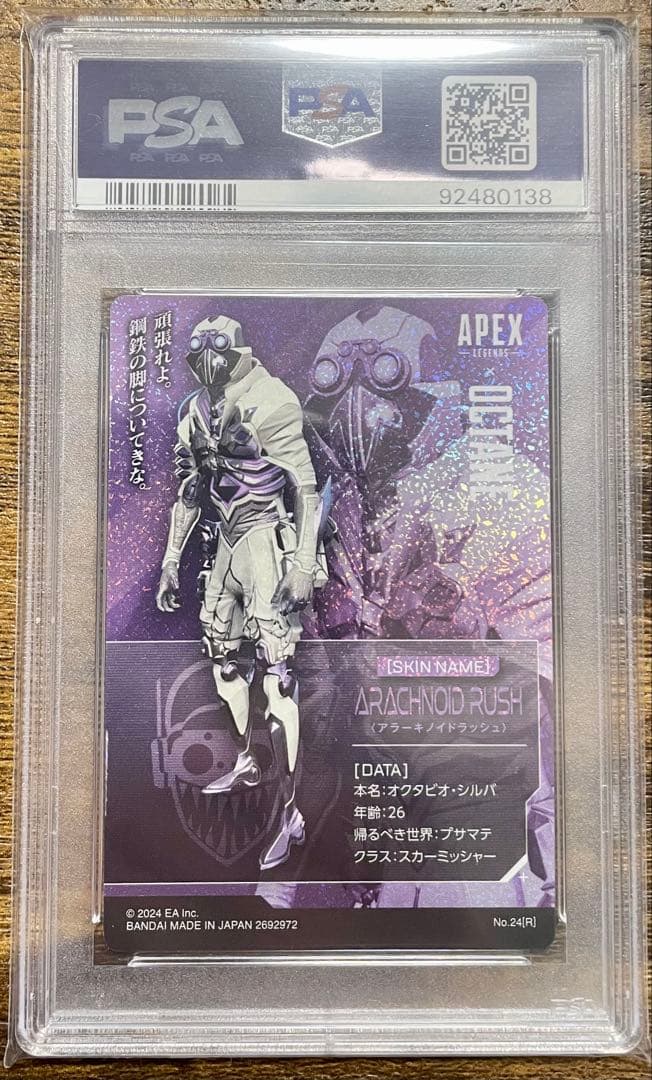 PSA
PSA
PSA PSA PSA
92480138
頑張れよ。
鋼鉄の脚についてきな。
APEX
LEGENDS
× OCTANE
[SKIN NAME]
ARACHNOID RUSH
〈アラーキノイドラッシュ〉
[DATA]
本名:オクタビオ・シルバ
年齢:26
帰るべき世界:プサマテ
クラス:スカーミッシャー
© 2024 EA Inc.
BANDAI MADE IN JAPAN 2692972
No.24[R]